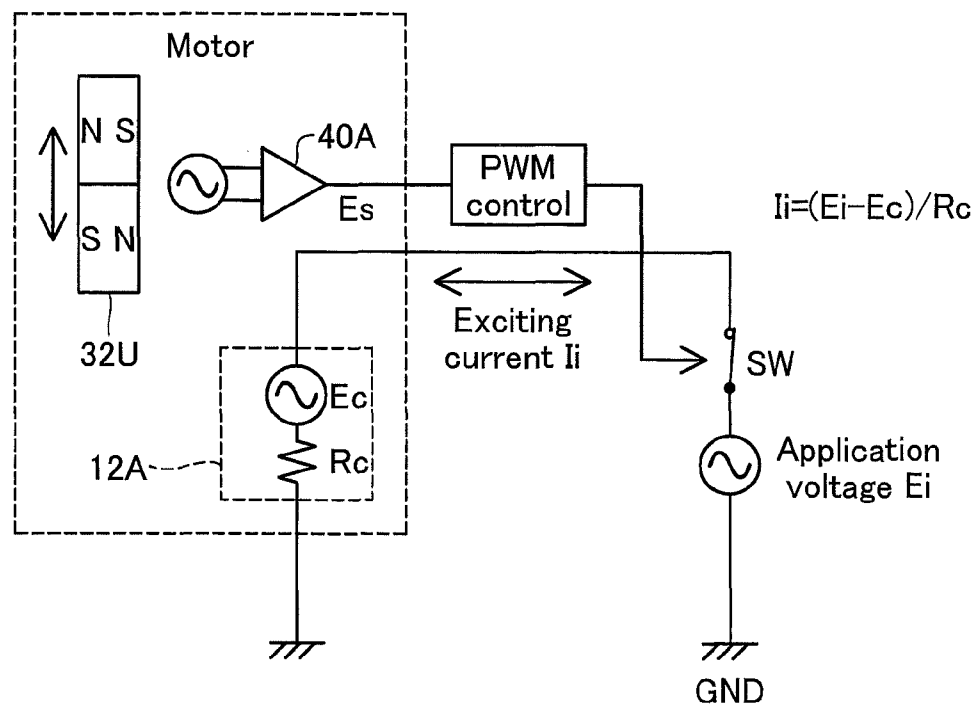 Motor
N S
S N
32U
40A
Es
PWM
control
Ii=(Ei-Ec)/Rc
Exciting
current Ii
SW
Ec
Rc
12A
Application
voltage Ei
GND